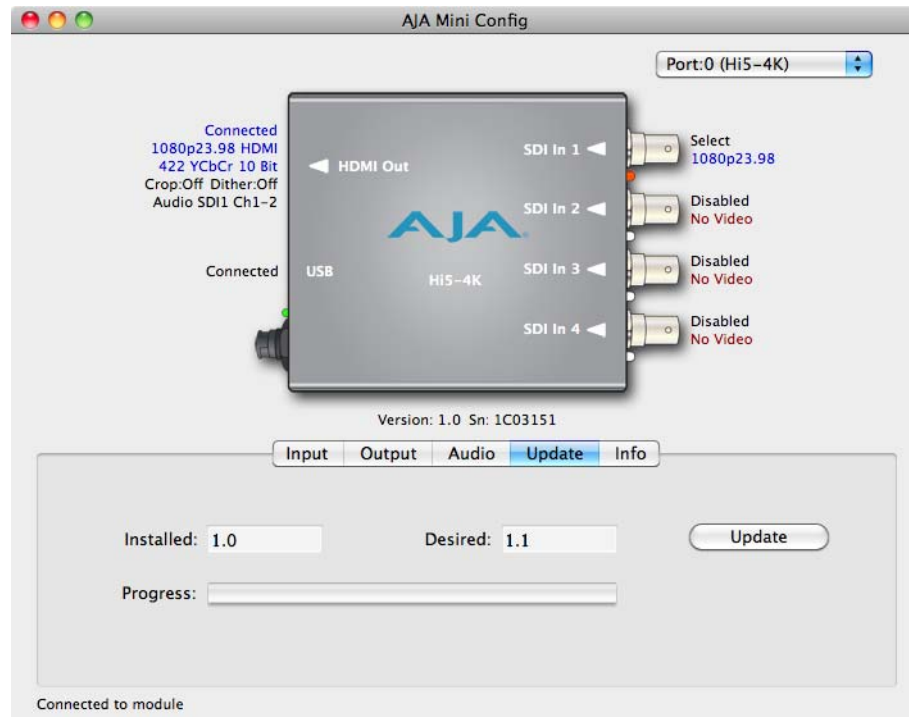 AJA Mini Config
Port:0 (Hi5-4K)
Connected
1080p23.98 HDMI
422 YCbCr 10 Bit
Crop:Off Dither:Off
Audio SDI1 Ch1-2
HDMI Out
SDI In 1
Select
1080p23.98
SDI In 2
Disabled
No Video
AJA
Connected
USB
Hi5-4K
SDI In 3
Disabled
No Video
SDI In 4
Disabled
No Video
Version: 1.0 Sn: 1C03151
Input Output Audio Update Info
Installed: 1.0 Desired: 1.1 Update
Progress:
Connected to module